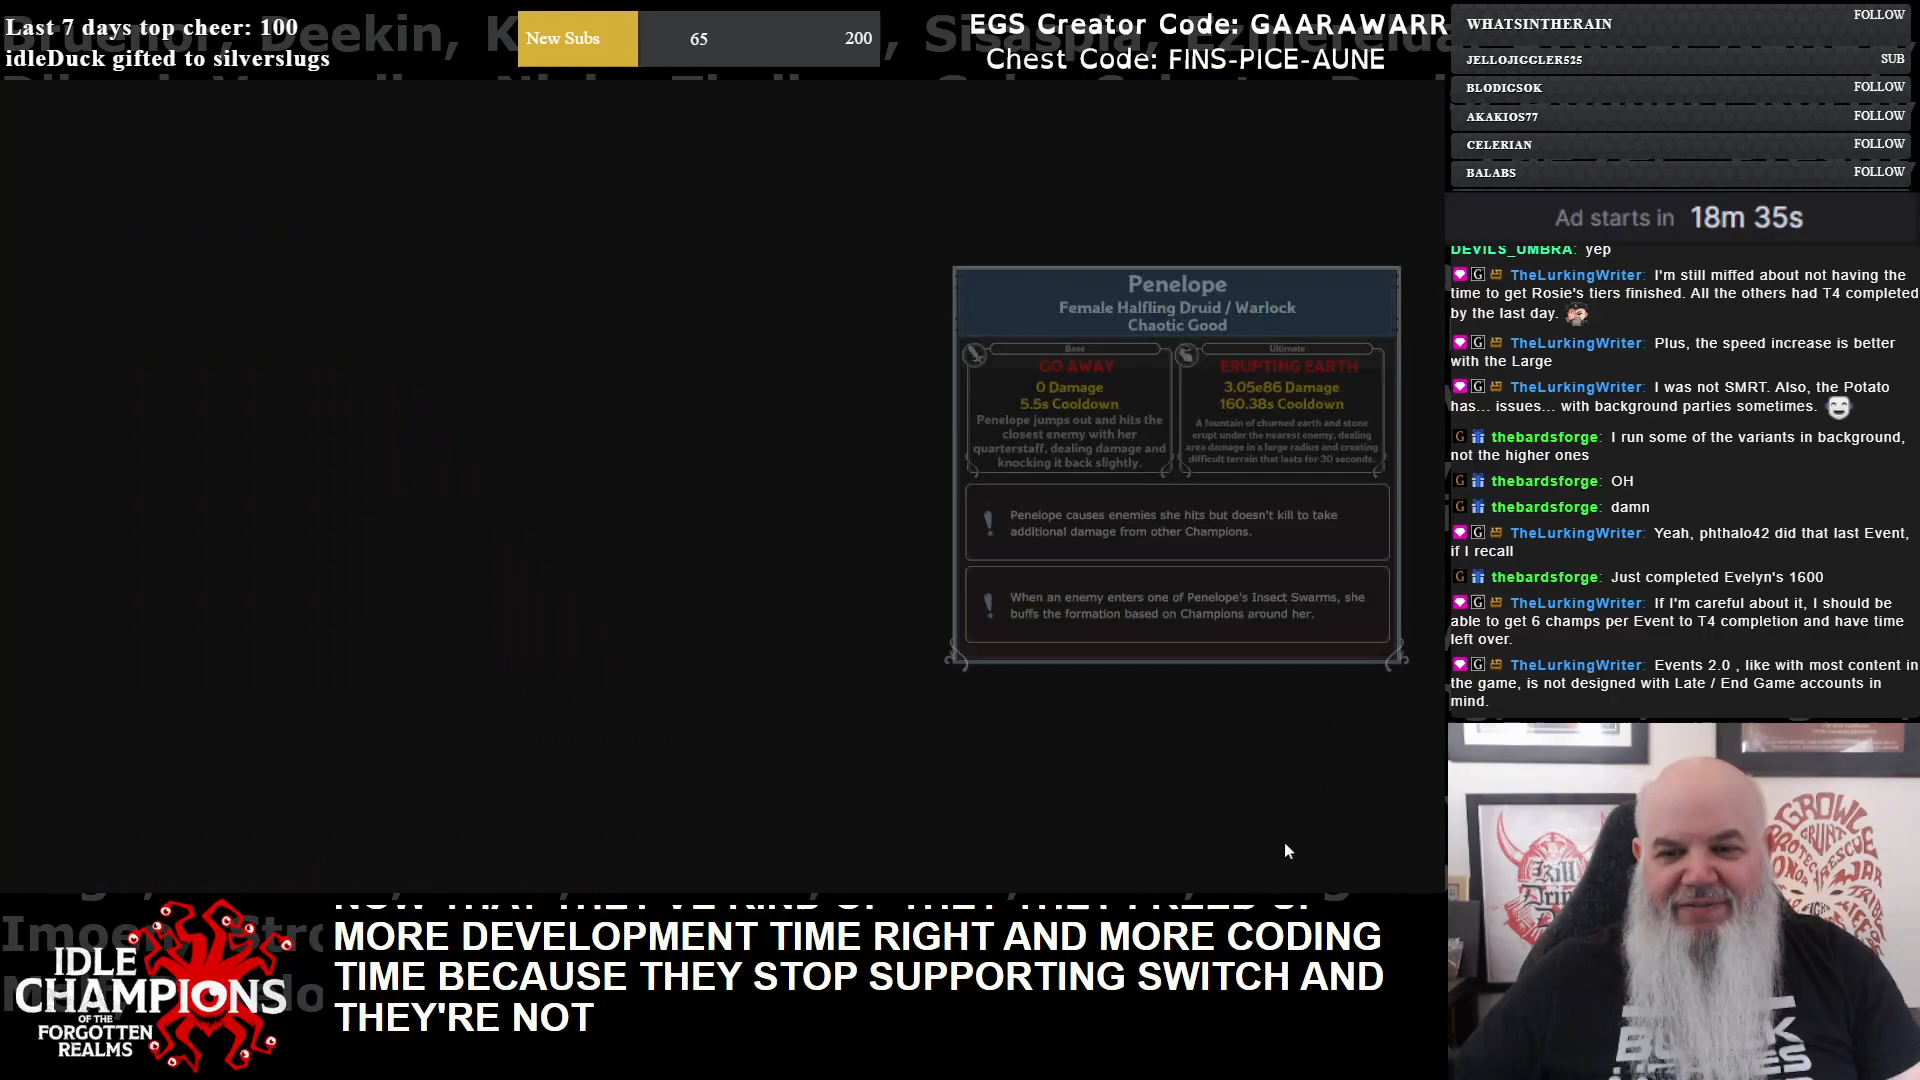 Last 7 days top cheer: 100
idleDuck gifted to silverslugs
New Subs 65 200
EGS Creator Code: GAARAWARR
Chest Code: FINS-PICE-AUNE
WHATSINTHERAIN FOLLOW
JELLOJIGGLER525 SUB
BLODIGSOK FOLLOW
AKAKIOS77 FOLLOW
CELERIAN FOLLOW
BALABS FOLLOW
Ad starts in 18m 35s
DEVILS_UMBRA: yep
TheLurkingWriter: I'm still miffed about not having the
time to get Rosie's tiers finished. All the others had T4 completed
by the last day.
TheLurkingWriter: Plus, the speed increase is better
with the Large
TheLurkingWriter: I was not SMRT. Also, the Potato
has... issues... with background parties sometimes.
thebardsforge: I run some of the variants in background,
not the higher ones
thebardsforge: OH
thebardsforge: damn
TheLurkingWriter: Yeah, phthalo42 did that last Event,
if I recall
thebardsforge: Just completed Evelyn's 1600
TheLurkingWriter: If I'm careful about it, I should be
able to get 6 champs per Event to T4 completion and have time
left over.
TheLurkingWriter: Events 2.0 , like with most content in
the game, is not designed with Late / End Game accounts in
mind.
Penelope
Female Halfling Druid / Warlock
Chaotic Good
Base
GO AWAY
0 Damage
5.5s Cooldown
Penelope jumps out and hits the
closest enemy with her
quarterstaff, dealing damage and
knocking it back slightly.
Ultimate
ERUPTING EARTH
3.05e86 Damage
160.38s Cooldown
A fountain of churned earth and stone
erupt under the nearest enemy, dealing
area damage in a large radius and creating
difficult terrain that lasts for 30 seconds.
Penelope causes enemies she hits but doesn't kill to take
additional damage from other Champions.
When an enemy enters one of Penelope's Insect Swarms, she
buffs the formation based on Champions around her.
IDLE
CHAMPIONS
OF THE
FORGOTTEN
REALMS
MORE DEVELOPMENT TIME RIGHT AND MORE CODING
TIME BECAUSE THEY STOP SUPPORTING SWITCH AND
THEY'RE NOT